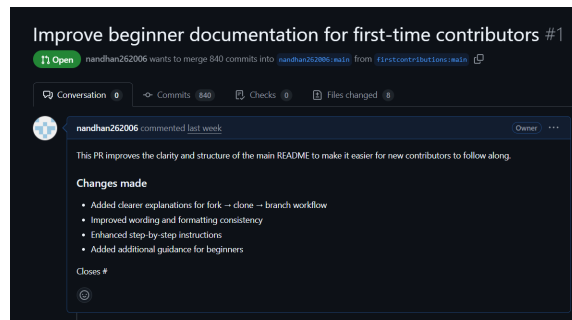 Improve beginner documentation for first-time contributors #1
Open nandhan262006 wants to merge 840 commits into nandhan262006:main from firstcontributions:main
Conversation 0 Commits 840 Checks 0 Files changed 8
nandhan262006 commented last week Owner
This PR improves the clarity and structure of the main README to make it easier for new contributors to follow along.
Changes made
• Added clearer explanations for fork → clone → branch workflow
• Improved wording and formatting consistency
• Enhanced step-by-step instructions
• Added additional guidance for beginners
Closes #